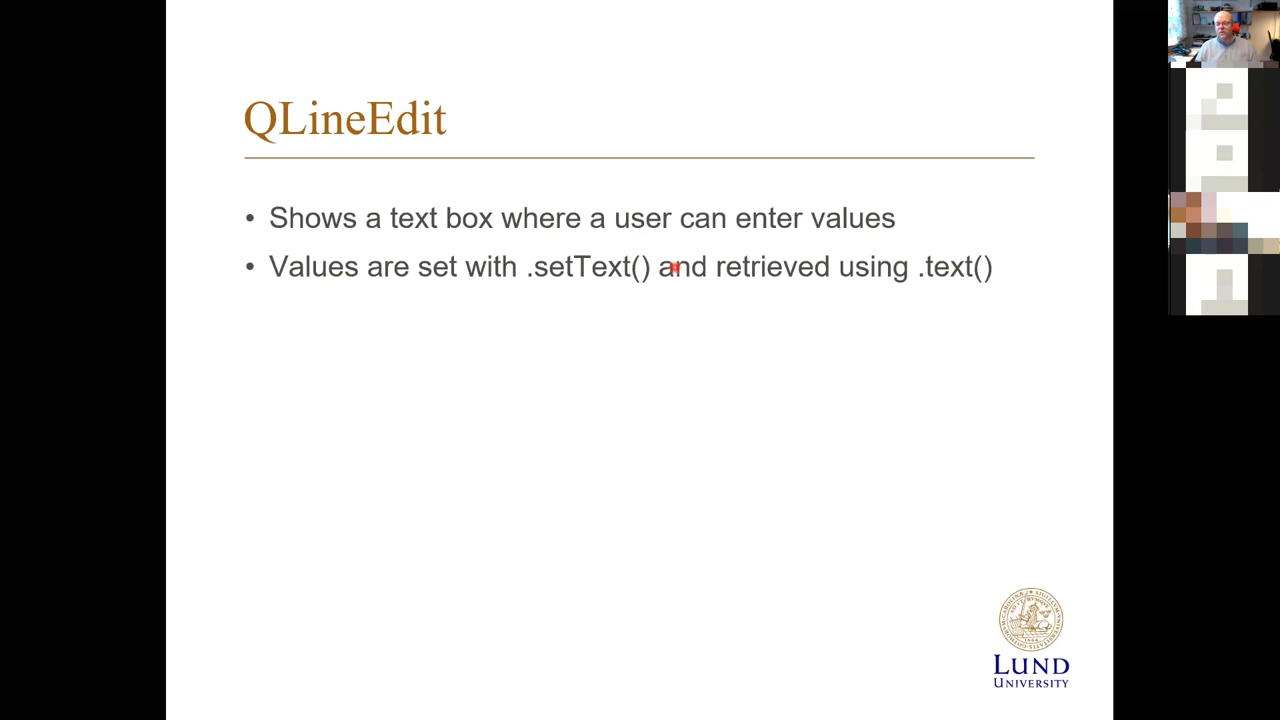 QLineEdit
• Shows a text box where a user can enter values
• Values are set with .setText() and retrieved using .text()
LUND
UNIVERSITY